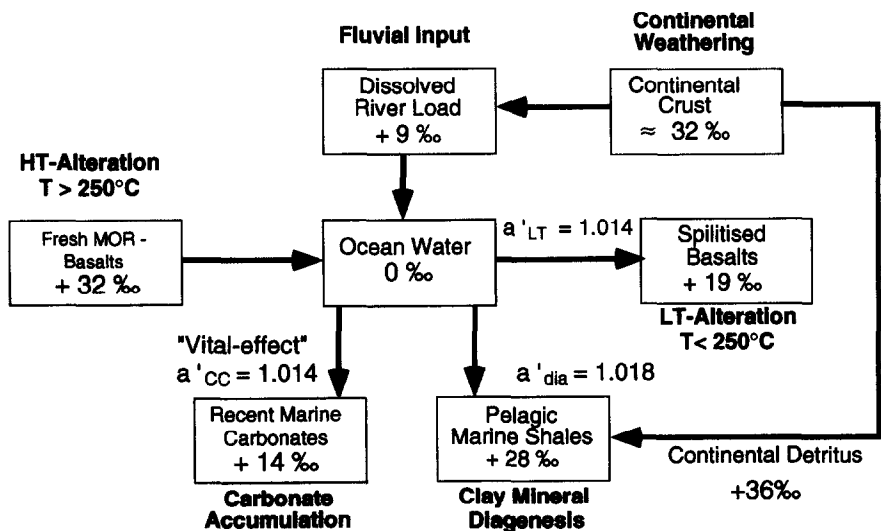 Fluvial Input
Continental
Weathering
Dissolved
River Load
+ 9 ‰
Continental
Crust
≈ 32 ‰
HT-Alteration
T > 250°C
Fresh MOR -
Basalts
+ 32 ‰
Ocean Water
0 ‰
a'LT = 1.014
Spilitised
Basalts
+ 19 ‰
LT-Alteration
T< 250°C
"Vital-effect"
a'CC = 1.014
a'dia = 1.018
Recent Marine
Carbonates
+ 14 ‰
Pelagic
Marine Shales
+ 28 ‰
Continental Detritus
+36‰
Carbonate
Accumulation
Clay Mineral
Diagenesis